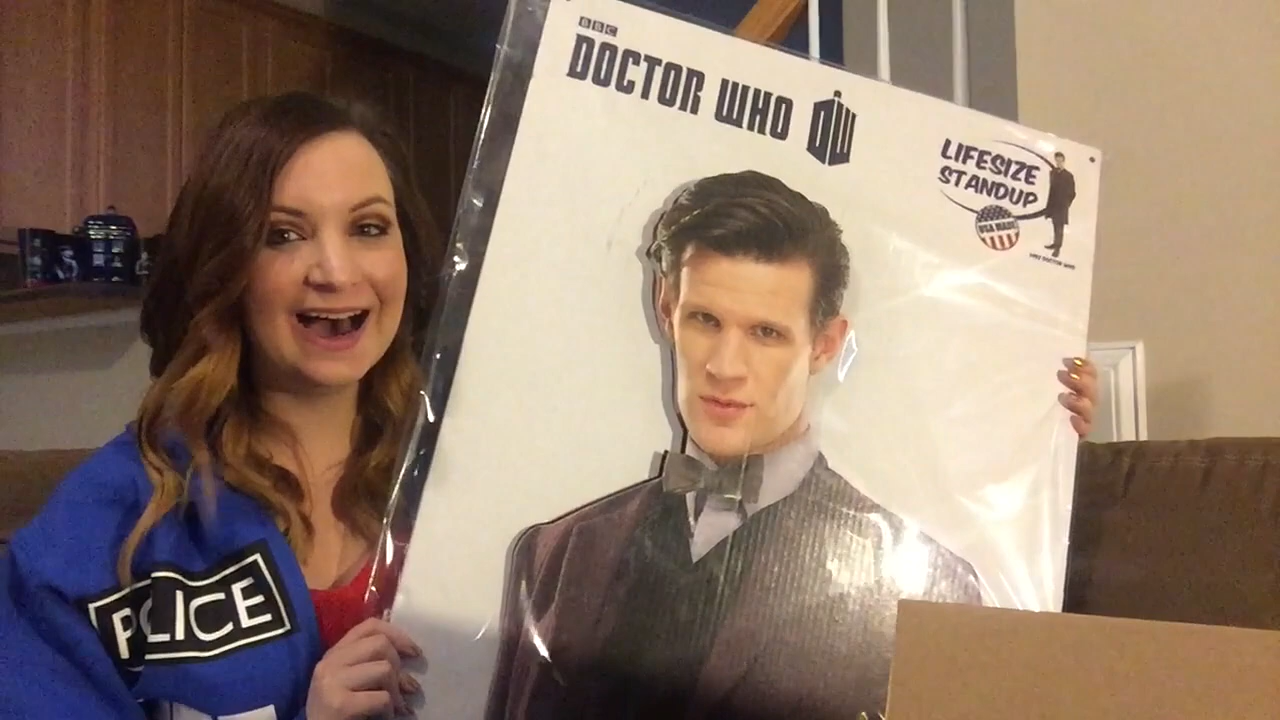 BBC
DOCTOR WHO DW
LIFESIZE
STANDUP
USA MADE
POLICE